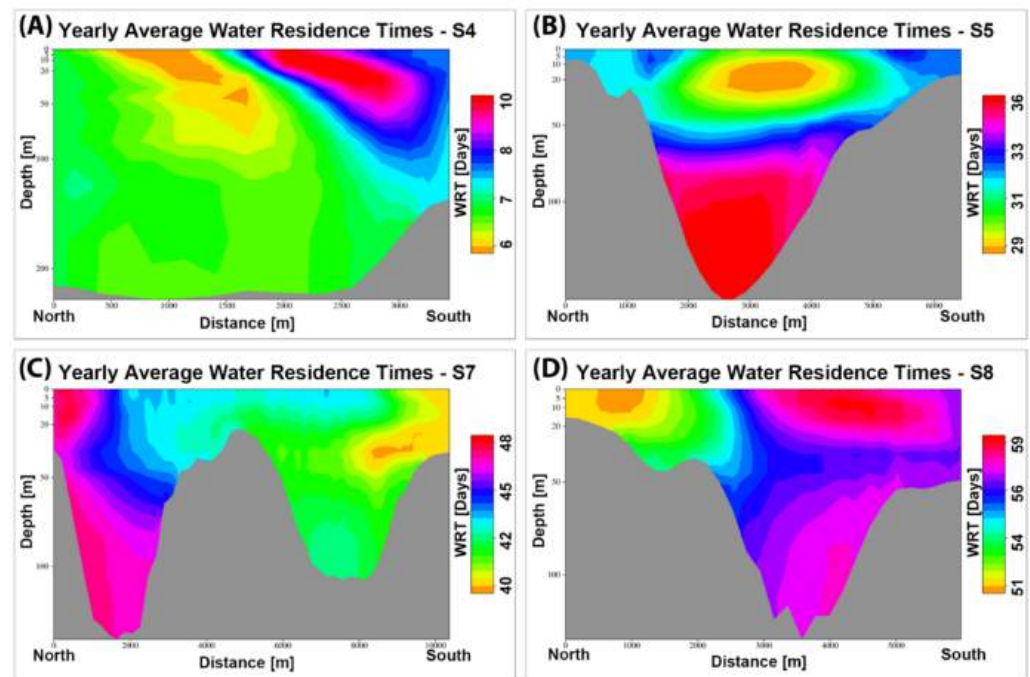 (A) Yearly Average Water Residence Times - S4
0
5
10
20
50
100
200
Depth [m]
0 500 1000 1500 2000 2500 3000
North Distance [m] South
WRT [Days]
10
8
7
6
(B) Yearly Average Water Residence Times - S5
0
5
10
20
50
100
Depth [m]
0 1000 2000 3000 4000 5000 6000
North Distance [m] South
WRT [Days]
36
33
31
29
(C) Yearly Average Water Residence Times - S7
0
5
10
20
50
100
Depth [m]
0 2000 4000 6000 8000 10000
North Distance [m] South
WRT [Days]
48
45
42
40
(D) Yearly Average Water Residence Times - S8
0
5
10
20
50
100
Depth [m]
0 1000 2000 3000 4000 5000
North Distance [m] South
WRT [Days]
59
56
54
51